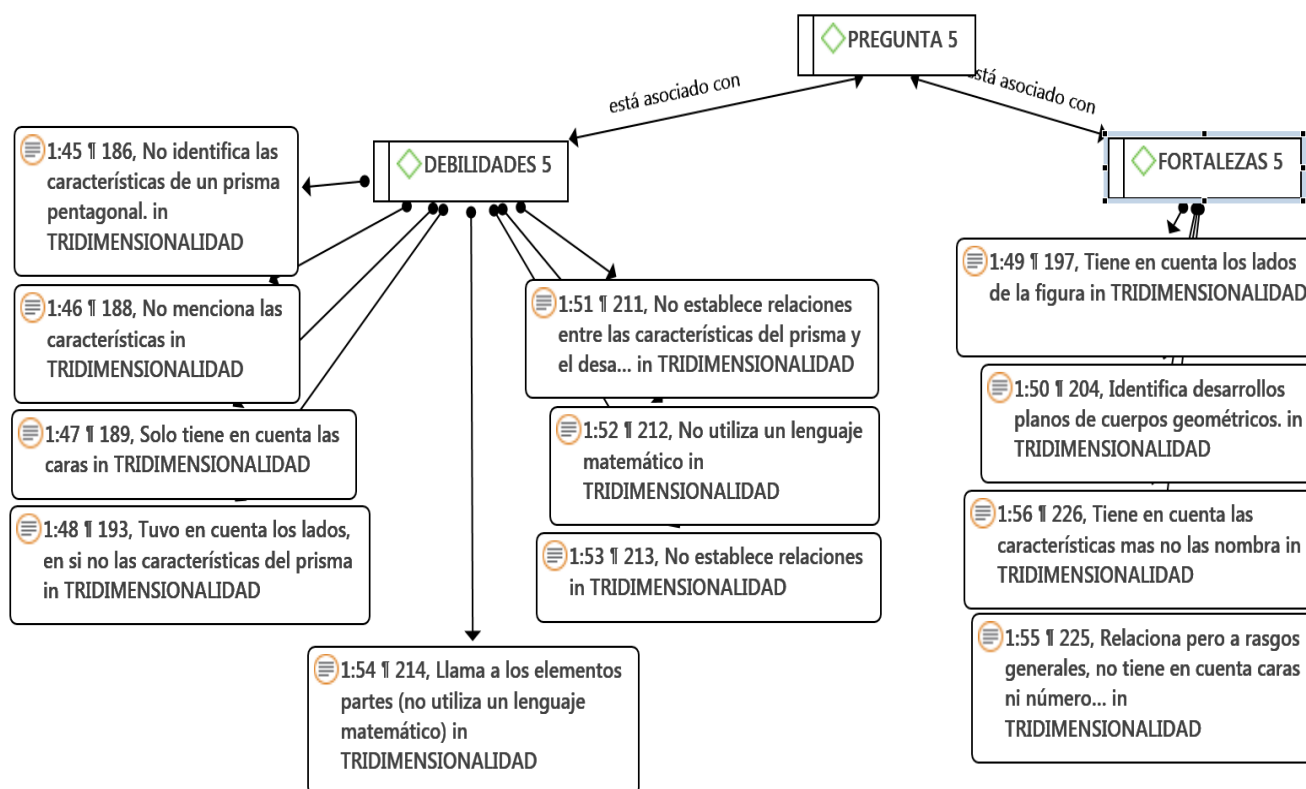 PREGUNTA 5
está asociado con
está asociado con
DEBILIDADES 5
FORTALEZAS 5
1:45 ¶ 186, No identifica las
características de un prisma
pentagonal. in
TRIDIMENSIONALIDAD
1:46 ¶ 188, No menciona las
características in
TRIDIMENSIONALIDAD
1:47 ¶ 189, Solo tiene en cuenta las
caras in TRIDIMENSIONALIDAD
1:48 ¶ 193, Tuvo en cuenta los lados,
en si no las características del prisma
in TRIDIMENSIONALIDAD
1:54 ¶ 214, Llama a los elementos
partes (no utiliza un lenguaje
matemático) in
TRIDIMENSIONALIDAD
1:51 ¶ 211, No establece relaciones
entre las características del prisma y
el desa... in TRIDIMENSIONALIDAD
1:52 ¶ 212, No utiliza un lenguaje
matemático in
TRIDIMENSIONALIDAD
1:53 ¶ 213, No establece relaciones
in TRIDIMENSIONALIDAD
1:49 ¶ 197, Tiene en cuenta los lados
de la figura in TRIDIMENSIONALIDAD
1:50 ¶ 204, Identifica desarrollos
planos de cuerpos geométricos. in
TRIDIMENSIONALIDAD
1:56 ¶ 226, Tiene en cuenta las
características mas no las nombra in
TRIDIMENSIONALIDAD
1:55 ¶ 225, Relaciona pero a rasgos
generales, no tiene en cuenta caras
ni número... in
TRIDIMENSIONALIDAD